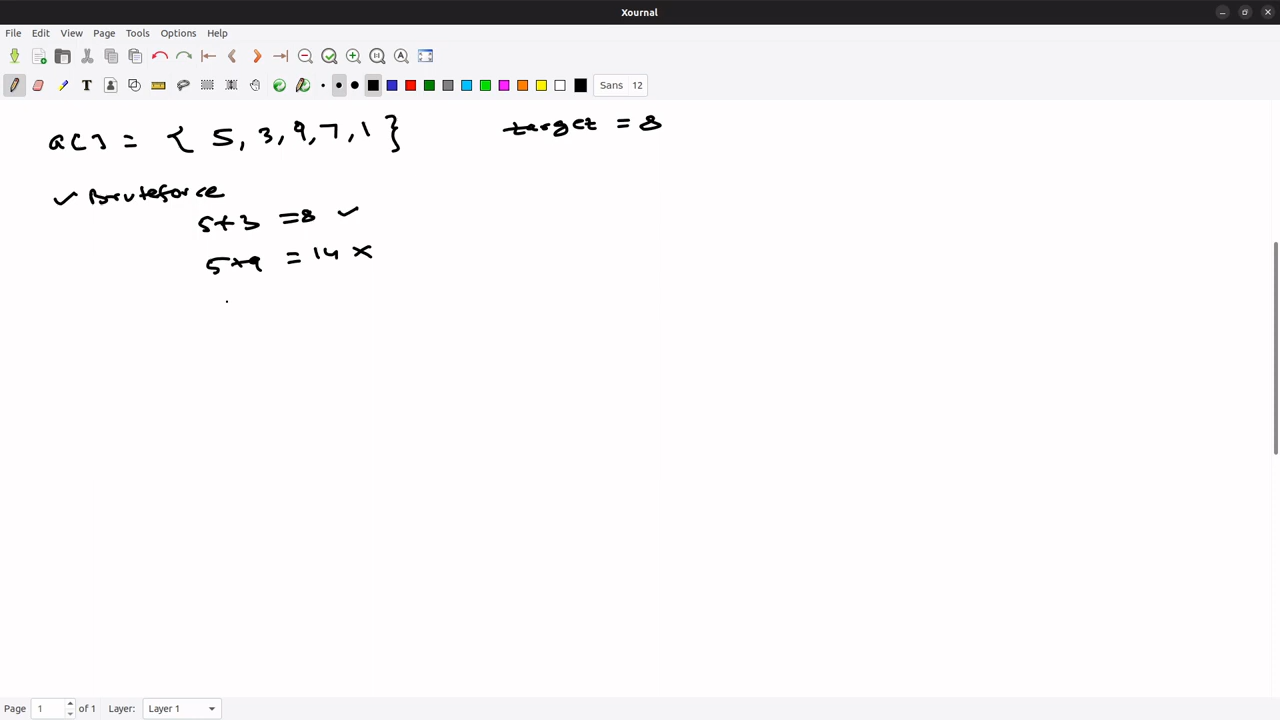 Xournal
File Edit View Page Tools Options Help
Sans 12
a[] = { 5, 3, 9, 7, 1 } target = 8
✓ Bruteforce
5+3 = 8 ✓
5+9 = 14 ×
Page 1 of 1 Layer: Layer 1